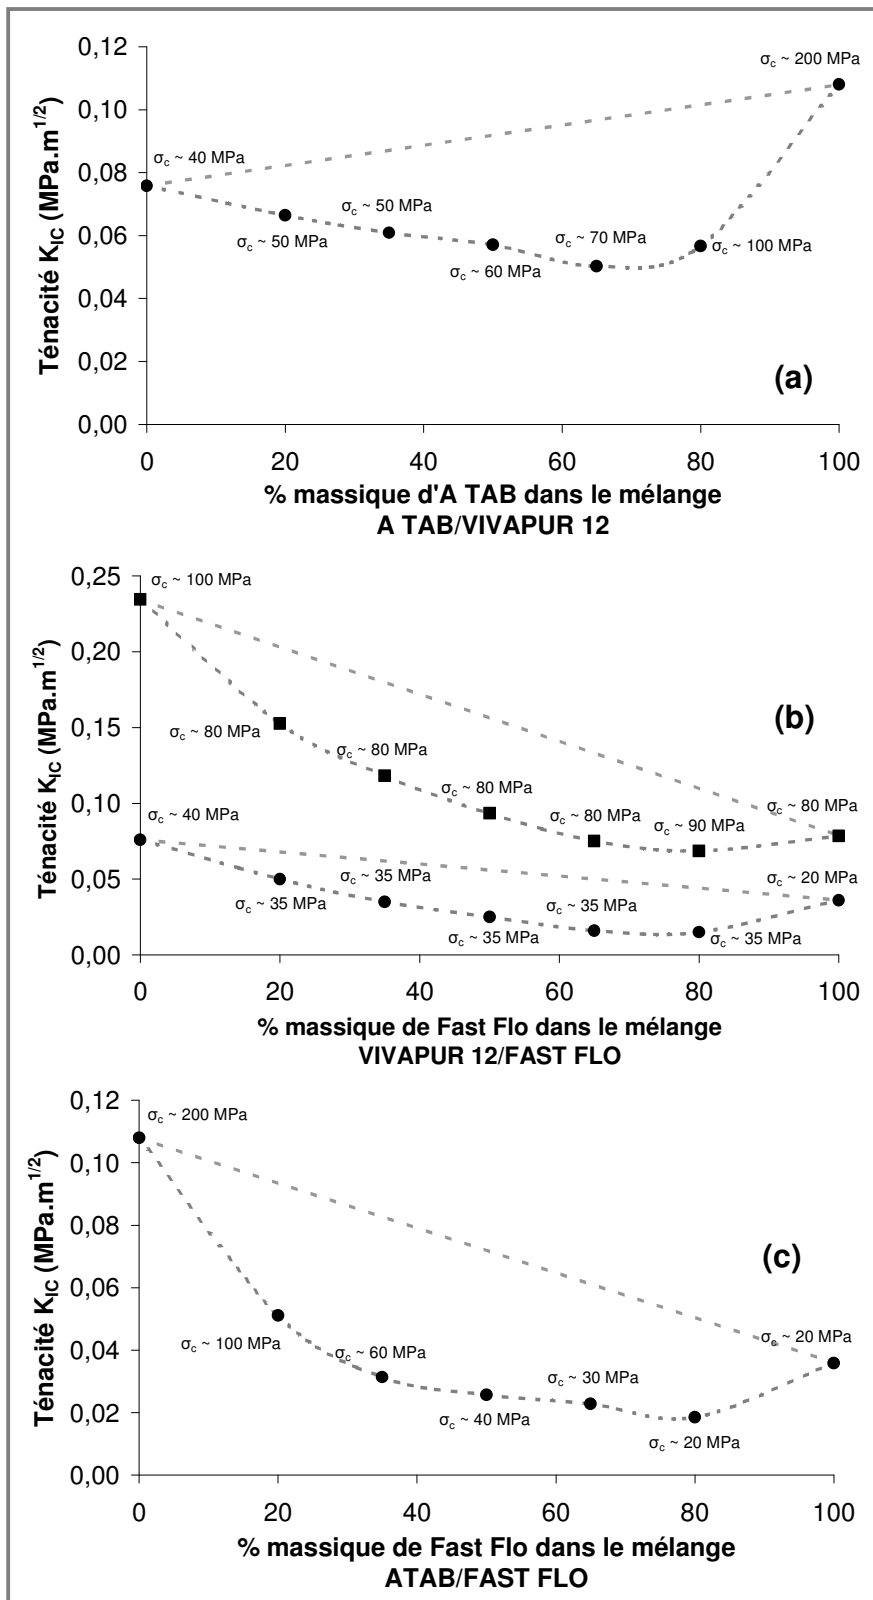 0,12
0,10
0,08
0,06
0,04
0,02
0,00
Ténacité K_IC (MPa.m^1/2)
σc ~ 200 MPa
σc ~ 40 MPa
σc ~ 50 MPa
σc ~ 50 MPa
σc ~ 70 MPa
σc ~ 100 MPa
σc ~ 60 MPa
(a)
0 20 40 60 80 100
% massique d'A TAB dans le mélange
A TAB/VIVAPUR 12
0,25
0,20
0,15
0,10
0,05
0,00
Ténacité K_IC (MPa.m^1/2)
σc ~ 100 MPa
σc ~ 80 MPa
σc ~ 80 MPa
σc ~ 80 MPa
σc ~ 80 MPa
σc ~ 90 MPa
σc ~ 80 MPa
σc ~ 40 MPa
σc ~ 35 MPa
σc ~ 35 MPa
σc ~ 35 MPa
σc ~ 35 MPa
σc ~ 35 MPa
σc ~ 20 MPa
(b)
0 20 40 60 80 100
% massique de Fast Flo dans le mélange
VIVAPUR 12/FAST FLO
0,12
0,10
0,08
0,06
0,04
0,02
0,00
Ténacité K_IC (MPa.m^1/2)
σc ~ 200 MPa
σc ~ 100 MPa
σc ~ 60 MPa
σc ~ 40 MPa
σc ~ 30 MPa
σc ~ 20 MPa
σc ~ 20 MPa
(c)
0 20 40 60 80 100
% massique de Fast Flo dans le mélange
ATAB/FAST FLO